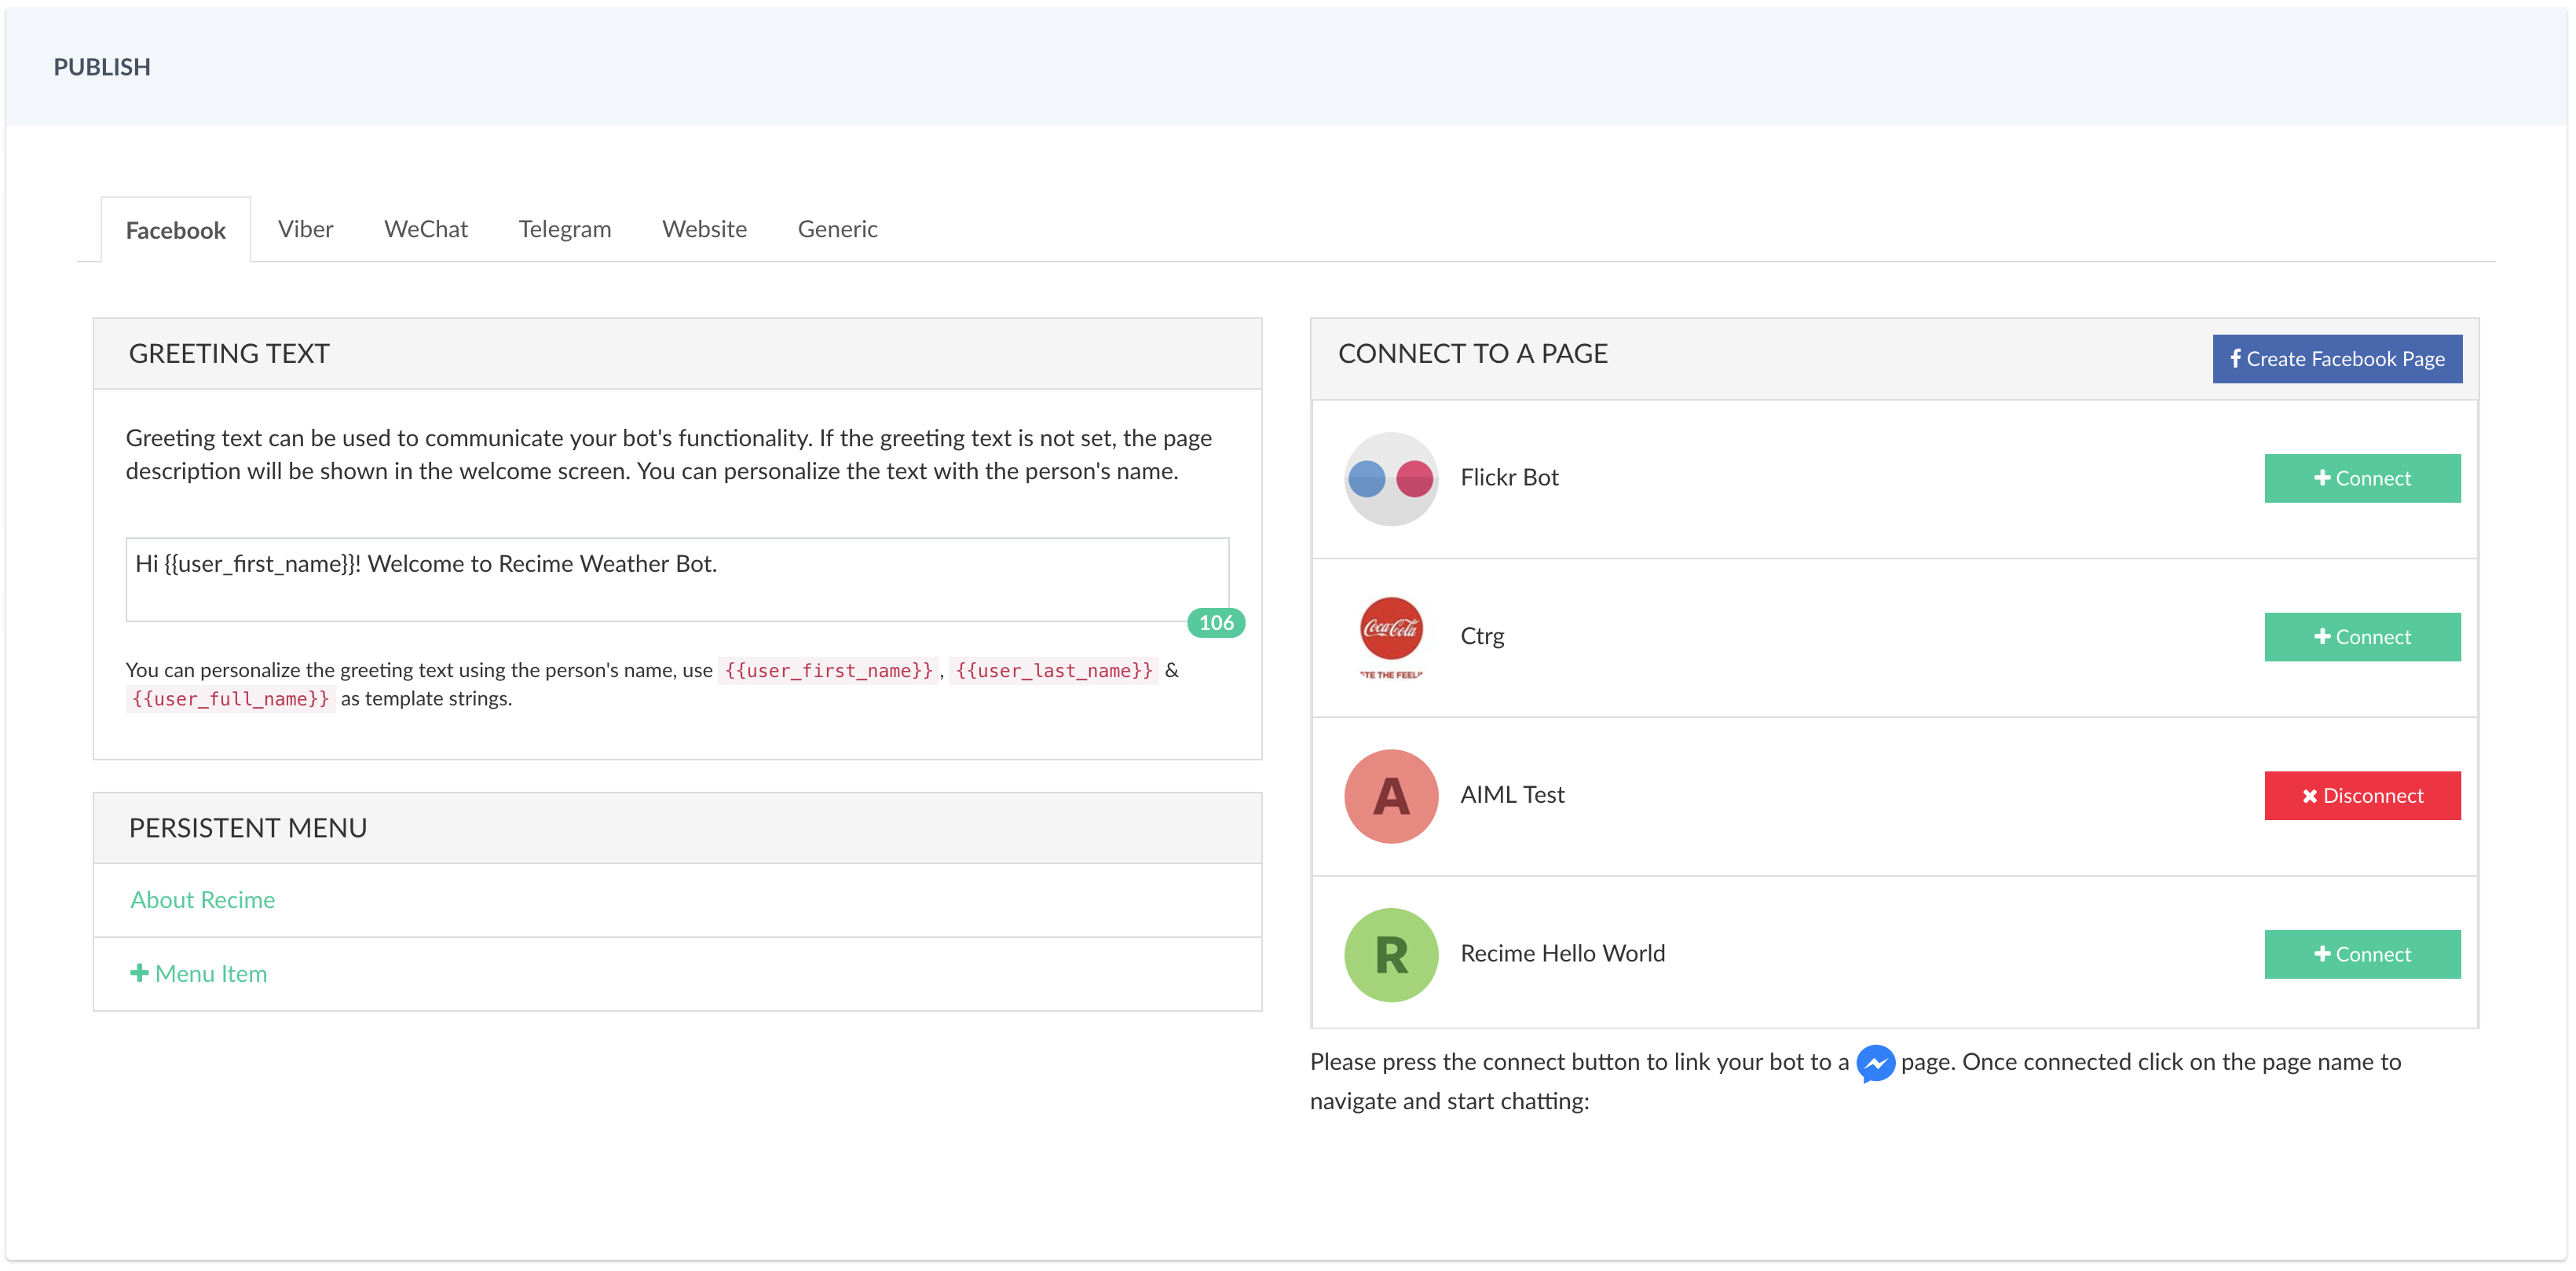 PUBLISH
Facebook
Viber
WeChat
Telegram
Website
Generic
GREETING TEXT
Greeting text can be used to communicate your bot's functionality. If the greeting text is not set, the page
description will be shown in the welcome screen. You can personalize the text with the person's name.
Hi {{user_first_name}}! Welcome to Recime Weather Bot.
106
You can personalize the greeting text using the person's name, use {{user_first_name}} , {{user_last_name}} &
{{user_full_name}} as template strings.
PERSISTENT MENU
About Recime
Menu Item
CONNECT TO A PAGE
f Create Facebook Page
Flickr Bot
Connect
Coca-Cola
TE THE FEEL
Ctrg
Connect
A
AIML Test
Disconnect
R
Recime Hello World
Connect
Please press the connect button to link your bot to a page. Once connected click on the page name to
navigate and start chatting: